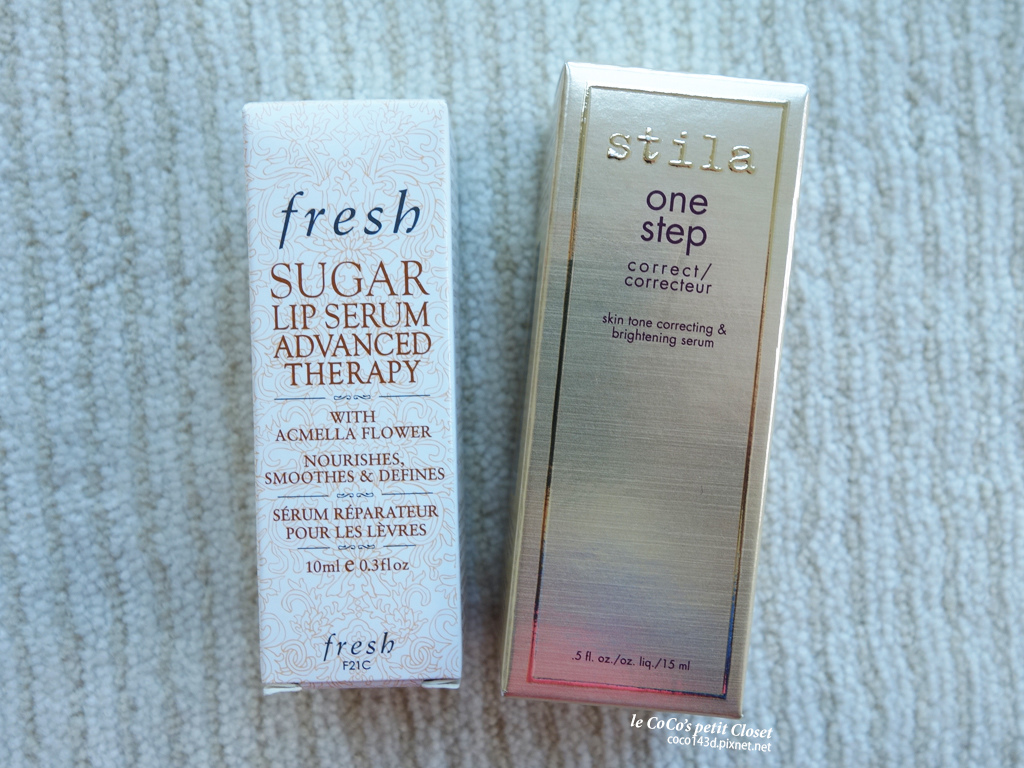 fresh
SUGAR
LIP SERUM
ADVANCED
THERAPY
WITH
ACMELLA FLOWER
NOURISHES,
SMOOTHES & DEFINES
SÉRUM RÉPARATEUR
POUR LES LÈVRES
10ml e 0.3fl oz
fresh
F21C
stila
one
step
correct/
correcteur
skin tone correcting &
brightening serum
.5 fl. oz./oz. liq./15 ml
le CoCo's petit Closet
coco143d.pixnet.net